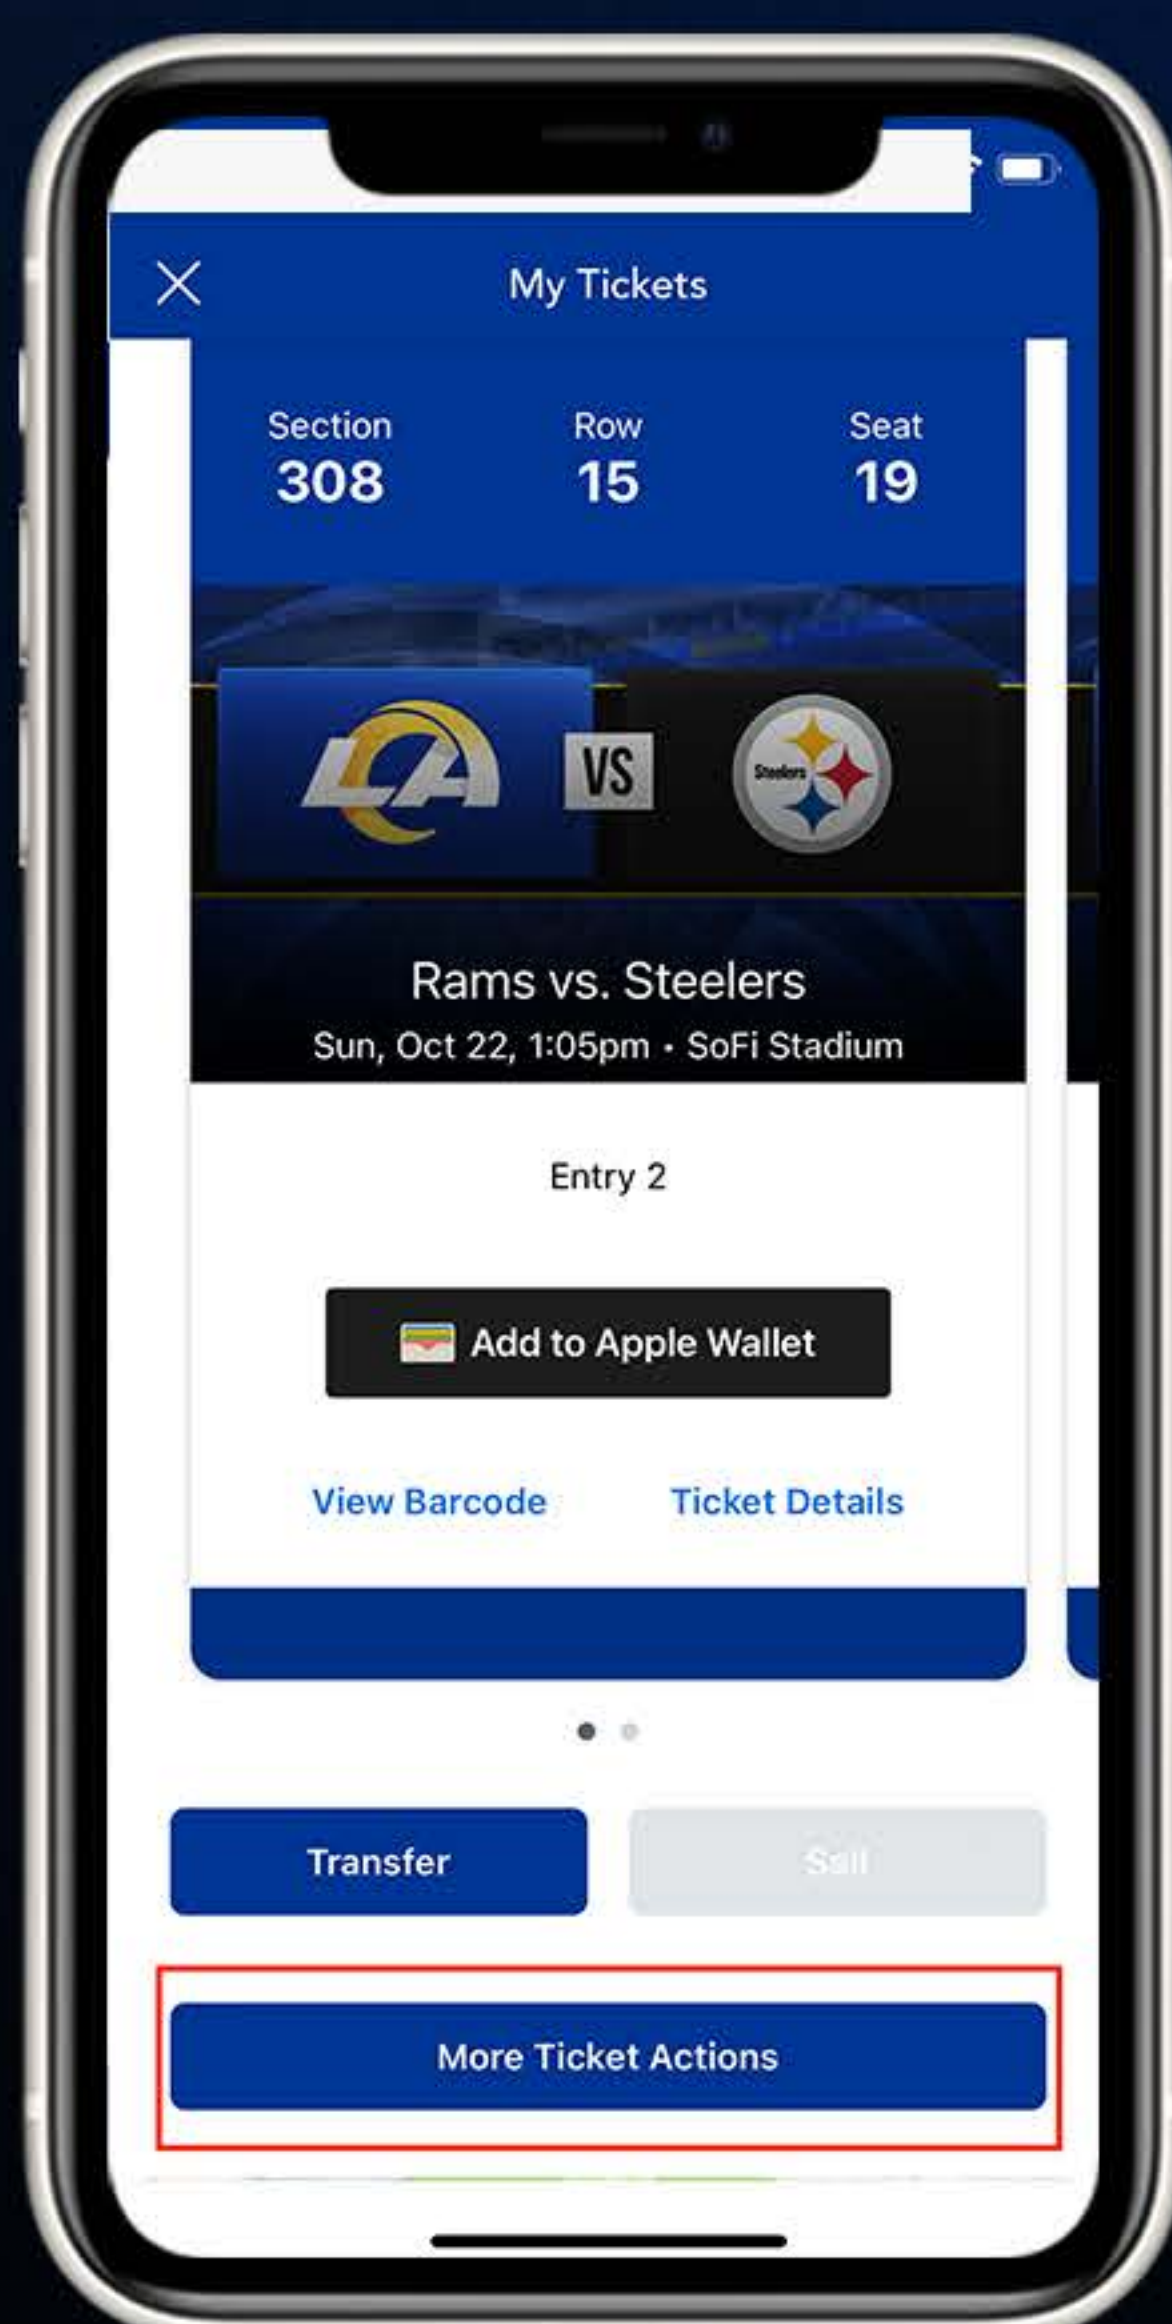 My Tickets
Section Row Seat
308 15 19
LA VS Steelers
Rams vs. Steelers
Sun, Oct 22, 1:05pm • SoFi Stadium
Entry 2
Add to Apple Wallet
View Barcode Ticket Details
Transfer Sell
More Ticket Actions